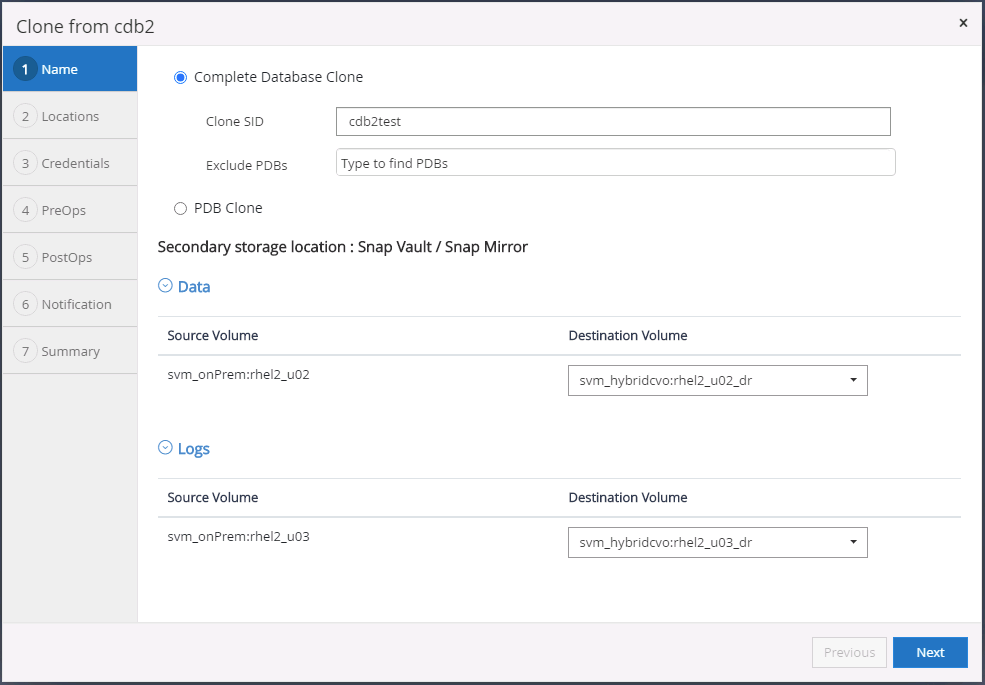 Clone from cdb2
×
1 Name
2 Locations
3 Credentials
4 PreOps
5 PostOps
6 Notification
7 Summary
Complete Database Clone
Clone SID cdb2test
Exclude PDBs Type to find PDBs
PDB Clone
Secondary storage location : Snap Vault / Snap Mirror
Data
Source Volume Destination Volume
svm_onPrem:rhel2_u02 svm_hybridcvo:rhel2_u02_dr
Logs
Source Volume Destination Volume
svm_onPrem:rhel2_u03 svm_hybridcvo:rhel2_u03_dr
Previous Next